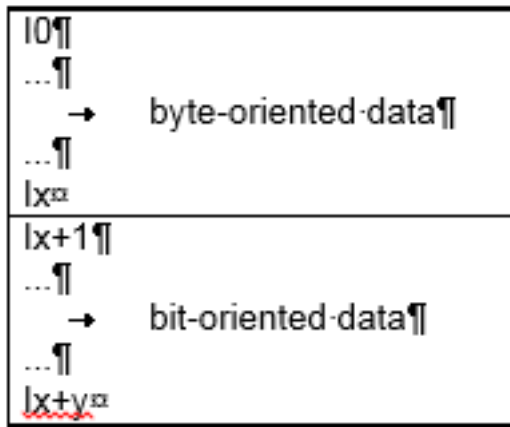 I0¶
...¶
→ byte-oriented·data¶
...¶
Ix¤
Ix+1¶
...¶
→ bit-oriented·data¶
...¶
Ix+y¤